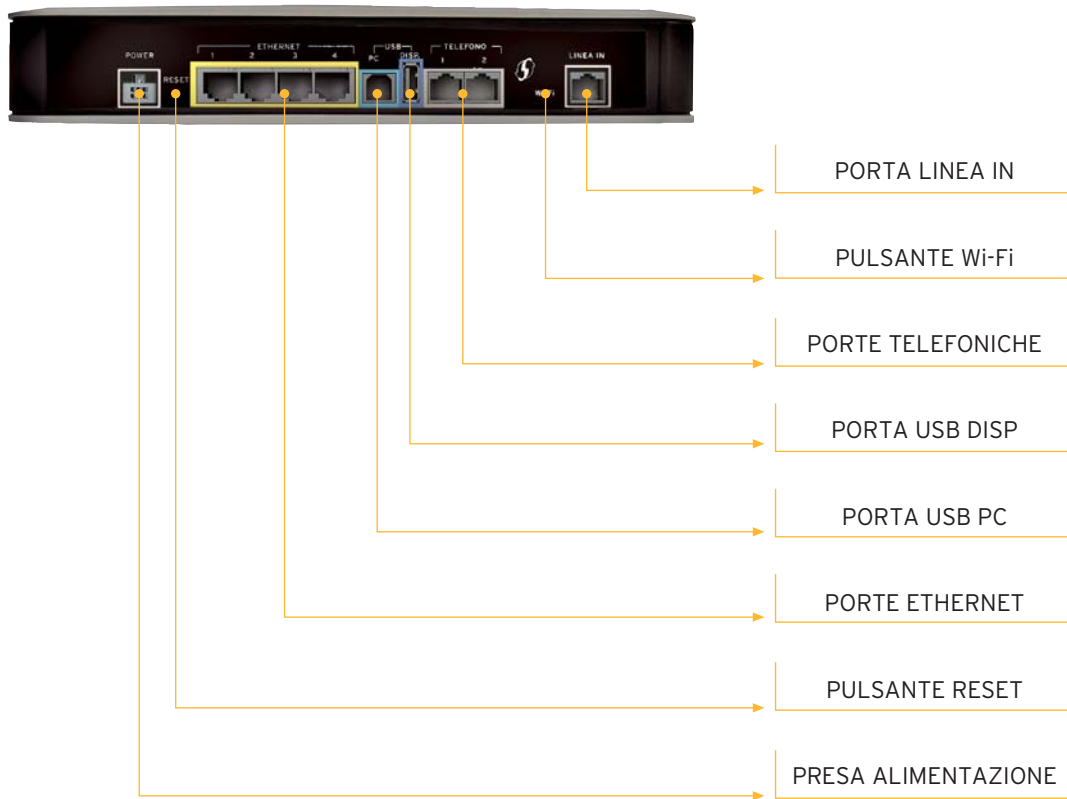 ETHERNET USB TELEFONO
POWER 1 2 3 4 PC DISP 1 2 LINEA IN
RESET
PORTA LINEA IN
PULSANTE Wi-Fi
PORTE TELEFONICHE
PORTA USB DISP
PORTA USB PC
PORTE ETHERNET
PULSANTE RESET
PRESA ALIMENTAZIONE